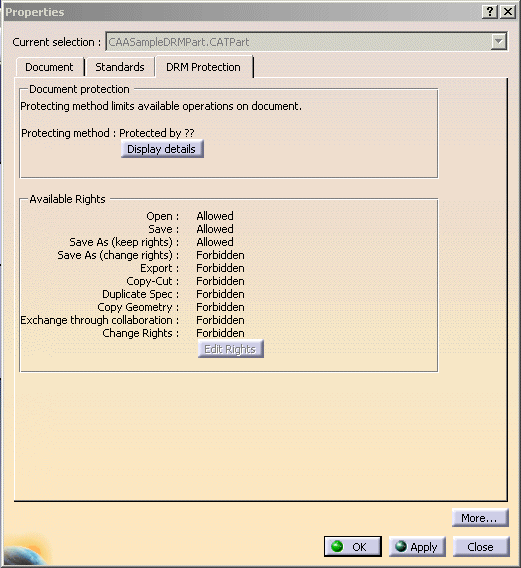 Properties
Current selection : CAASampleDRMPart.CATPart
Document Standards DRM Protection
Document protection
Protecting method limits available operations on document.
Protecting method : Protected by ??
Display details
Available Rights
Open : Allowed
Save : Allowed
Save As (keep rights) : Allowed
Save As (change rights) : Forbidden
Export : Forbidden
Copy-Cut : Forbidden
Duplicate Spec : Forbidden
Copy Geometry : Forbidden
Exchange through collaboration : Forbidden
Change Rights : Forbidden
Edit Rights
More...
OK Apply Close